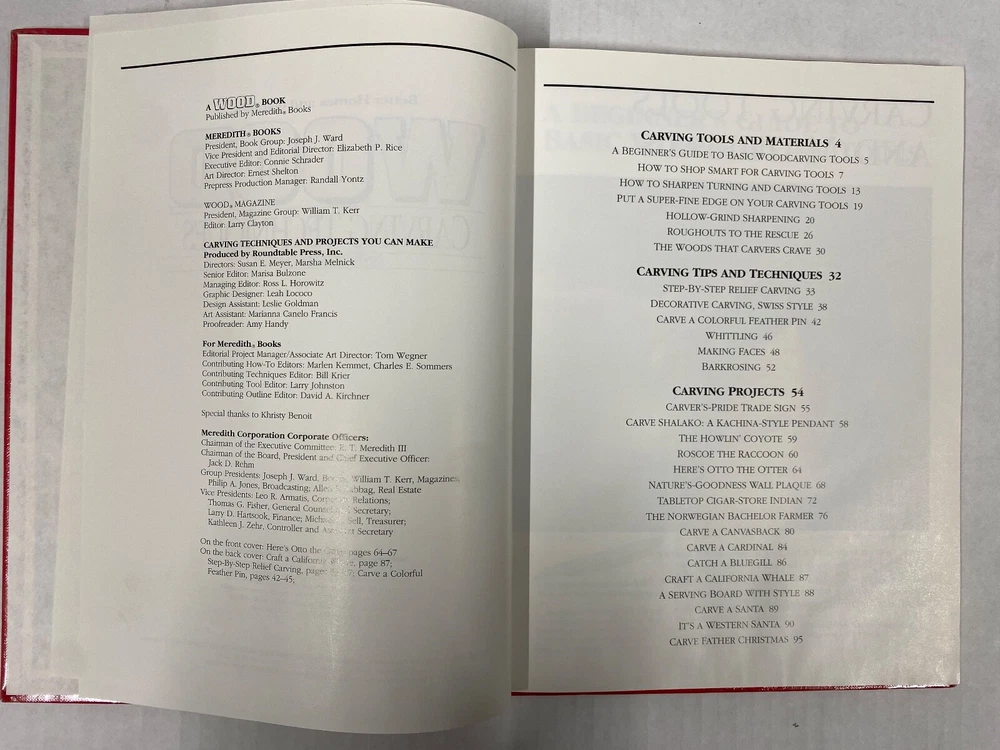 A WOOD® BOOK
Published by Meredith® Books
MEREDITH® BOOKS
President, Book Group: Joseph J. Ward
Vice President and Editorial Director: Elizabeth P. Rice
Executive Editor: Connie Schrader
Art Director: Ernest Shelton
Prepress Production Manager: Randall Yontz
WOOD® MAGAZINE
President, Magazine Group: William T. Kerr
Editor: Larry Clayton
CARVING TECHNIQUES AND PROJECTS YOU CAN MAKE
Produced by Roundtable Press, Inc.
Directors: Susan E. Meyer, Marsha Melnick
Senior Editor: Marisa Bulzone
Managing Editor: Ross L. Horowitz
Graphic Designer: Leah Lococo
Design Assistant: Leslie Goldman
Art Assistant: Marianna Canelo Francis
Proofreader: Amy Handy
For Meredith® Books
Editorial Project Manager/Associate Art Director: Tom Wegner
Contributing How-To Editors: Marlen Kemmet, Charles E. Sommers
Contributing Techniques Editor: Bill Krier
Contributing Tool Editor: Larry Johnston
Contributing Outline Editor: David A. Kirchner
Special thanks to Khristy Benoit
Meredith Corporation Corporate Officers:
Chairman of the Executive Committee: E. T. Meredith III
Chairman of the Board, President and Chief Executive Officer:
Jack D. Rehm
Group Presidents: Joseph J. Ward, William T. Kerr, Magazines;
Philip A. Jones, Broadcasting; Real Estate
Vice Presidents: Leo R. Armatis, Corporate Relations;
Thomas G. Fisher, General Counsel Secretary;
Larry D. Hartsook, Finance; Sell, Treasurer;
Kathleen J. Zehr, Controller and Assistant Secretary
On the front cover: Here's Otto the pages 64–67
On the back cover: Craft a California page 87;
Step-By-Step Relief Carving, Carve a Colorful
Feather Pin, pages 42–45.
CARVING TOOLS AND MATERIALS 4
A BEGINNER'S GUIDE TO BASIC WOODCARVING TOOLS 5
HOW TO SHOP SMART FOR CARVING TOOLS 7
HOW TO SHARPEN TURNING AND CARVING TOOLS 13
PUT A SUPER-FINE EDGE ON YOUR CARVING TOOLS 19
HOLLOW-GRIND SHARPENING 20
ROUGHOUTS TO THE RESCUE 26
THE WOODS THAT CARVERS CRAVE 30
CARVING TIPS AND TECHNIQUES 32
STEP-BY-STEP RELIEF CARVING 33
DECORATIVE CARVING, SWISS STYLE 38
CARVE A COLORFUL FEATHER PIN 42
WHITTLING 46
MAKING FACES 48
BARKROSING 52
CARVING PROJECTS 54
CARVER'S-PRIDE TRADE SIGN 55
CARVE SHALAKO: A KACHINA-STYLE PENDANT 58
THE HOWLIN' COYOTE 59
ROSCOE THE RACCOON 60
HERE'S OTTO THE OTTER 64
NATURE'S-GOODNESS WALL PLAQUE 68
TABLETOP CIGAR-STORE INDIAN 72
THE NORWEGIAN BACHELOR FARMER 76
CARVE A CANVASBACK 80
CARVE A CARDINAL 84
CATCH A BLUEGILL 86
CRAFT A CALIFORNIA WHALE 87
A SERVING BOARD WITH STYLE 88
CARVE A SANTA 89
IT'S A WESTERN SANTA 90
CARVE FATHER CHRISTMAS 95